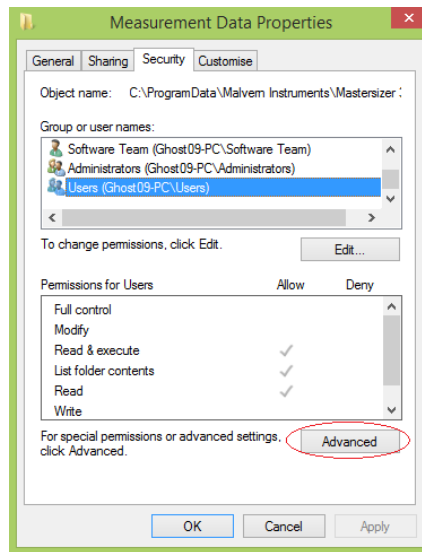 Measurement Data Properties
General Sharing Security Customise
Object name: C:\ProgramData\Malvern Instruments\Mastersizer :
Group or user names:
Software Team (Ghost09-PC\Software Team)
Administrators (Ghost09-PC\Administrators)
Users (Ghost09-PC\Users)
To change permissions, click Edit.
Edit...
Permissions for Users Allow Deny
Full control
Modify
Read & execute
List folder contents
Read
Write
For special permissions or advanced settings,
click Advanced.
Advanced
OK Cancel Apply